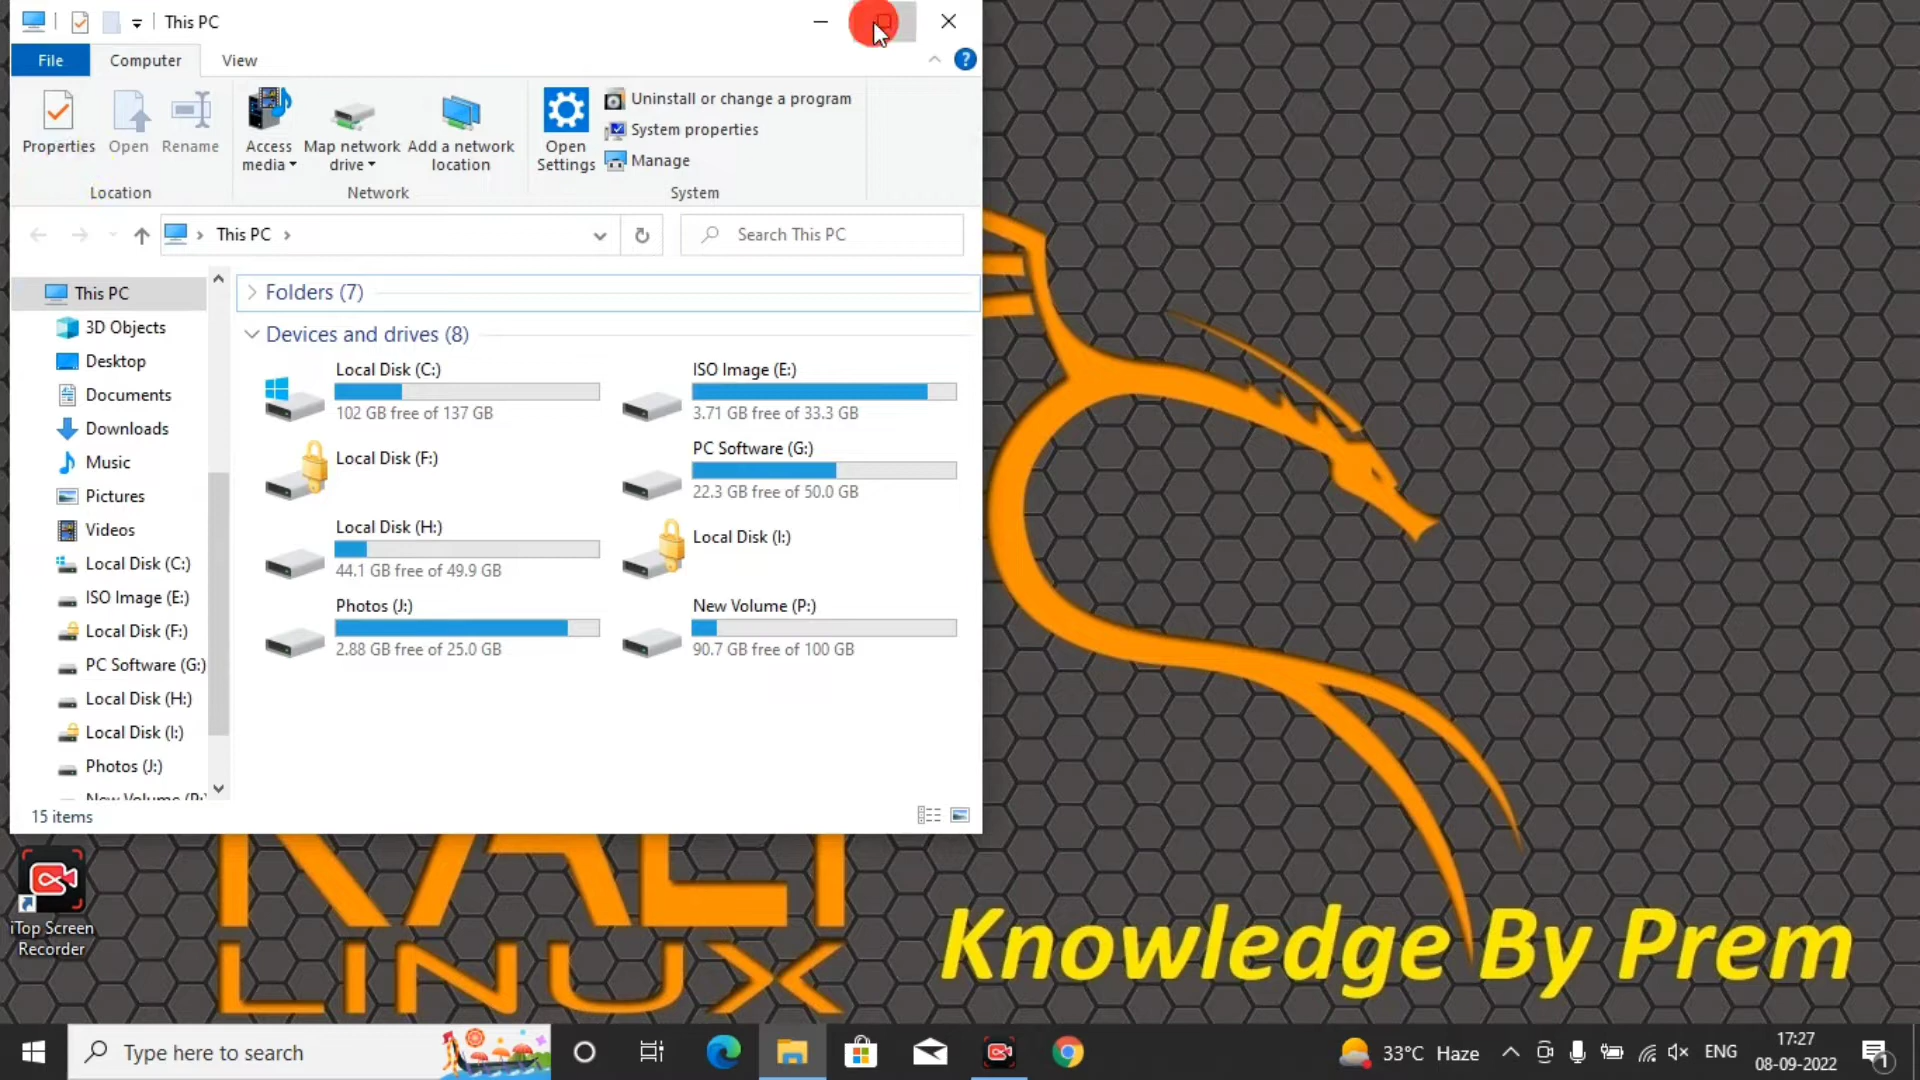 This PC
File
Computer
View
Properties
Open
Rename
Access media
Map network drive
Add a network location
Open Settings
Uninstall or change a program
System properties
Manage
Location
Network
System
This PC
Search This PC
This PC
3D Objects
Desktop
Documents
Downloads
Music
Pictures
Videos
Local Disk (C:)
ISO Image (E:)
Local Disk (F:)
PC Software (G:)
Local Disk (H:)
Local Disk (I:)
Photos (J:)
New Volume (P:)
Folders (7)
Devices and drives (8)
Local Disk (C:)
102 GB free of 137 GB
ISO Image (E:)
3.71 GB free of 33.3 GB
Local Disk (F:)
PC Software (G:)
22.3 GB free of 50.0 GB
Local Disk (H:)
44.1 GB free of 49.9 GB
Local Disk (I:)
Photos (J:)
2.88 GB free of 25.0 GB
New Volume (P:)
90.7 GB free of 100 GB
15 items
iTop Screen
Recorder
KALI
LINUX
Knowledge By Prem
Type here to search
33°C Haze
ENG
17:27
08-09-2022
1